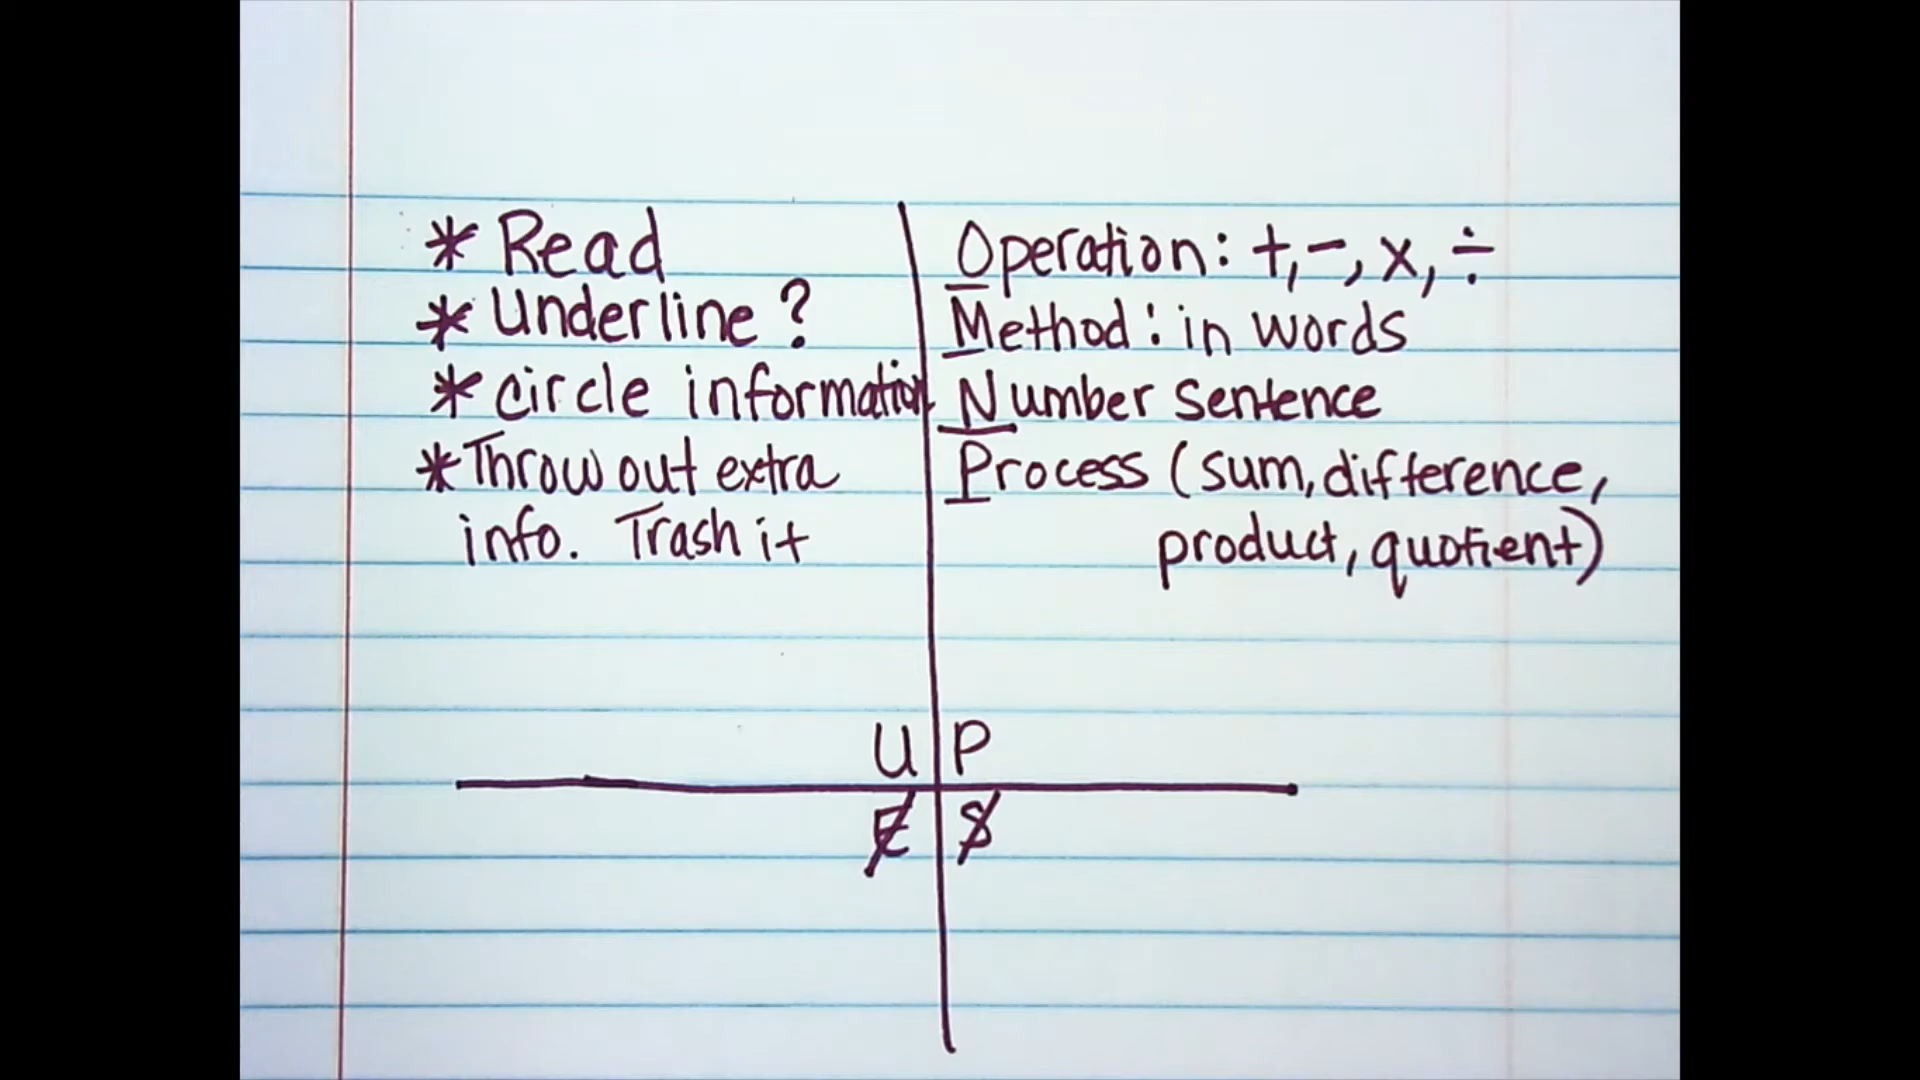 * Read
* Underline ?
* circle information
* Throw out extra
info. Trash it
Operation: +, -, x, ÷
Method: in words
Number sentence
Process (sum, difference,
product, quotient)
U P
E S